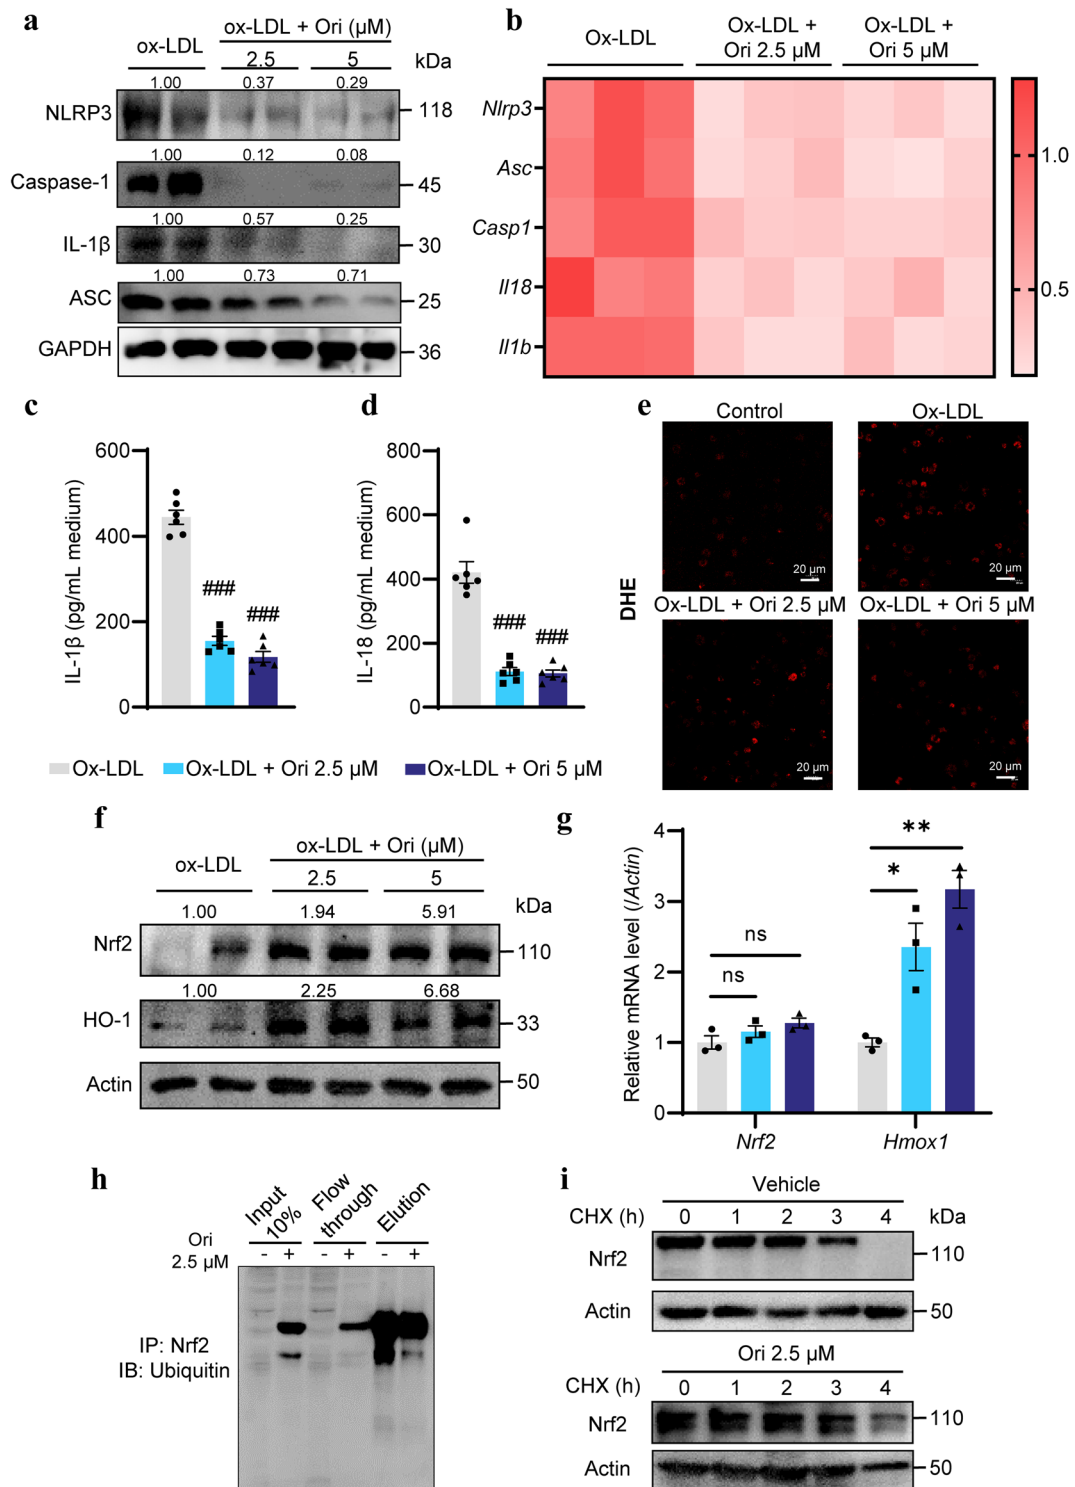 a
ox-LDL
ox-LDL + Ori (μM)
2.5 5 kDa
1.00 0.37 0.29
NLRP3 118
1.00 0.12 0.08
Caspase-1 45
1.00 0.57 0.25
IL-1β 30
1.00 0.73 0.71
ASC 25
GAPDH 36
b
Ox-LDL
Ox-LDL +
Ori 2.5 μM
Ox-LDL +
Ori 5 μM
Nlrp3
Asc
Casp1
Il18
Il1b
1.0
0.5
c
IL-1β (pg/mL medium)
600
400
200
0
###
###
d
IL-18 (pg/mL medium)
800
600
400
200
0
###
###
Ox-LDL Ox-LDL + Ori 2.5 μM Ox-LDL + Ori 5 μM
e
DHE
Control Ox-LDL
20 μm 20 μm
Ox-LDL + Ori 2.5 μM Ox-LDL + Ori 5 μM
20 μm 20 μm
f
ox-LDL
ox-LDL + Ori (μM)
2.5 5
1.00 1.94 5.91 kDa
Nrf2 110
1.00 2.25 6.68
HO-1 33
Actin 50
g
Relative mRNA level (/Actin)
4
3
2
1
0
ns
ns
*
**
Nrf2 Hmox1
h
Input
10%
Flow
through
Elution
Ori
2.5 μM
- + - + - +
IP: Nrf2
IB: Ubiquitin
i
Vehicle
CHX (h) 0 1 2 3 4 kDa
Nrf2 110
Actin 50
Ori 2.5 μM
CHX (h) 0 1 2 3 4
Nrf2 110
Actin 50